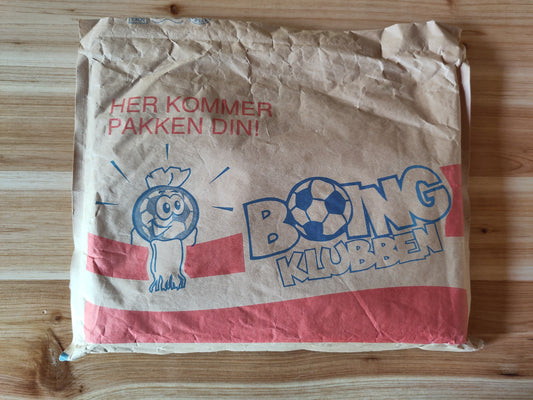 HER KOMMER
PAKKEN DIN!
BOING
KLUBBEN